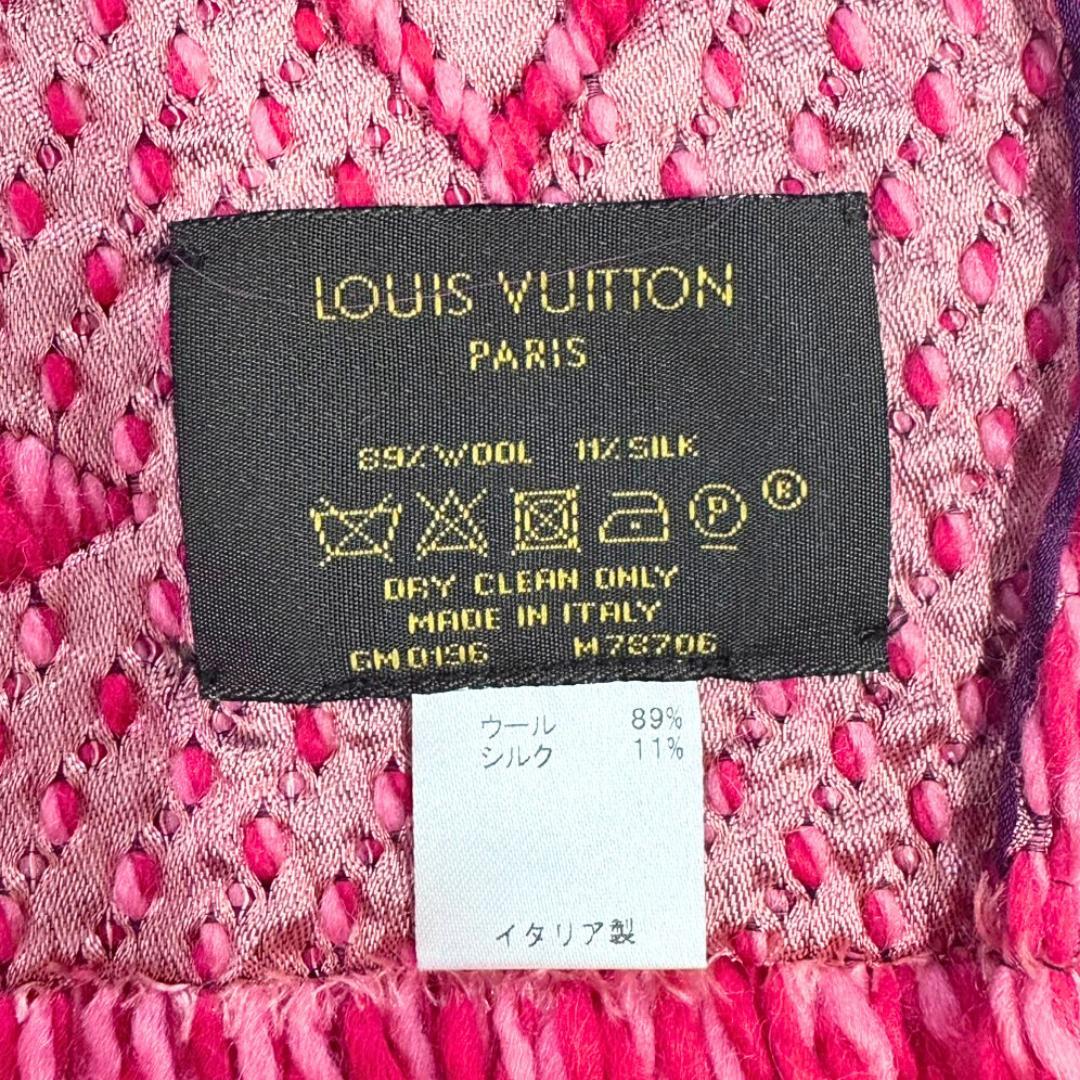 LOUIS VUITTON
PARIS
89% WOOL 11% SILK
P ®
DRY CLEAN ONLY
MADE IN ITALY
GM0196 M78706
ウール 89%
シルク 11%
イタリア製